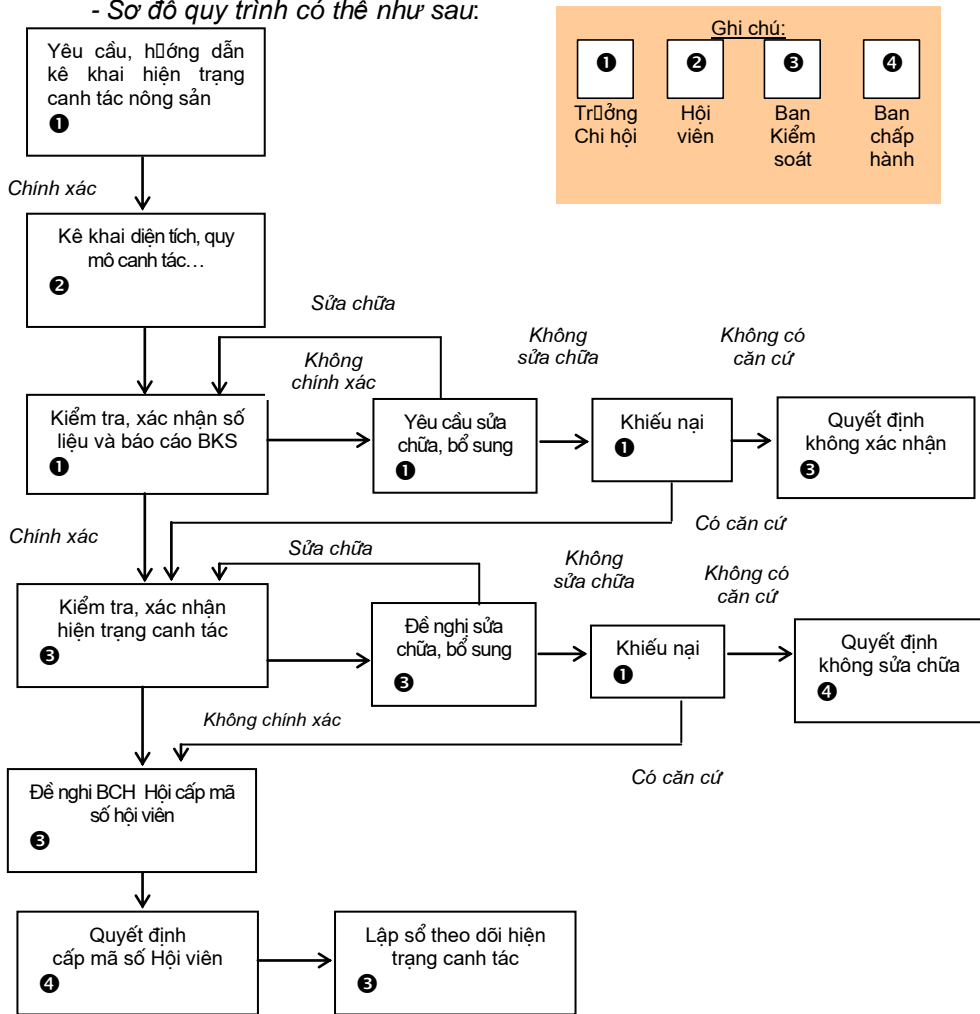 - Sơ đồ quy trình có thể như sau:
Yêu cầu, h▯ớng dẫn
kê khai hiện trạng
canh tác nông sản
❶
Ghi chú:
❶ ❷ ❸ ❹
Tr▯ởng
Chi hội
Hội
viên
Ban
Kiểm
soát
Ban
chấp
hành
Chính xác
Kê khai diện tích, quy
mô canh tác…
❷
Sửa chữa
Không
chính xác
Không
sửa chữa
Không có
căn cứ
Kiểm tra, xác nhận số
liệu và báo cáo BKS
❶
Yêu cầu sửa
chữa, bổ sung
❶
Khiếu nại
❶
Quyết định
không xác nhận
❸
Chính xác
Có căn cứ
Sửa chữa
Không
sửa chữa
Không có
căn cứ
Kiểm tra, xác nhận
hiện trạng canh tác
❸
Đề nghị sửa
chữa, bổ sung
❸
Khiếu nại
❶
Quyết định
không sửa chữa
❹
Không chính xác
Có căn cứ
Đề nghi BCH Hội cấp mã
số hội viên
❸
Quyết định
cấp mã số Hội viên
❹
Lập sổ theo dõi hiện
trạng canh tác
❸